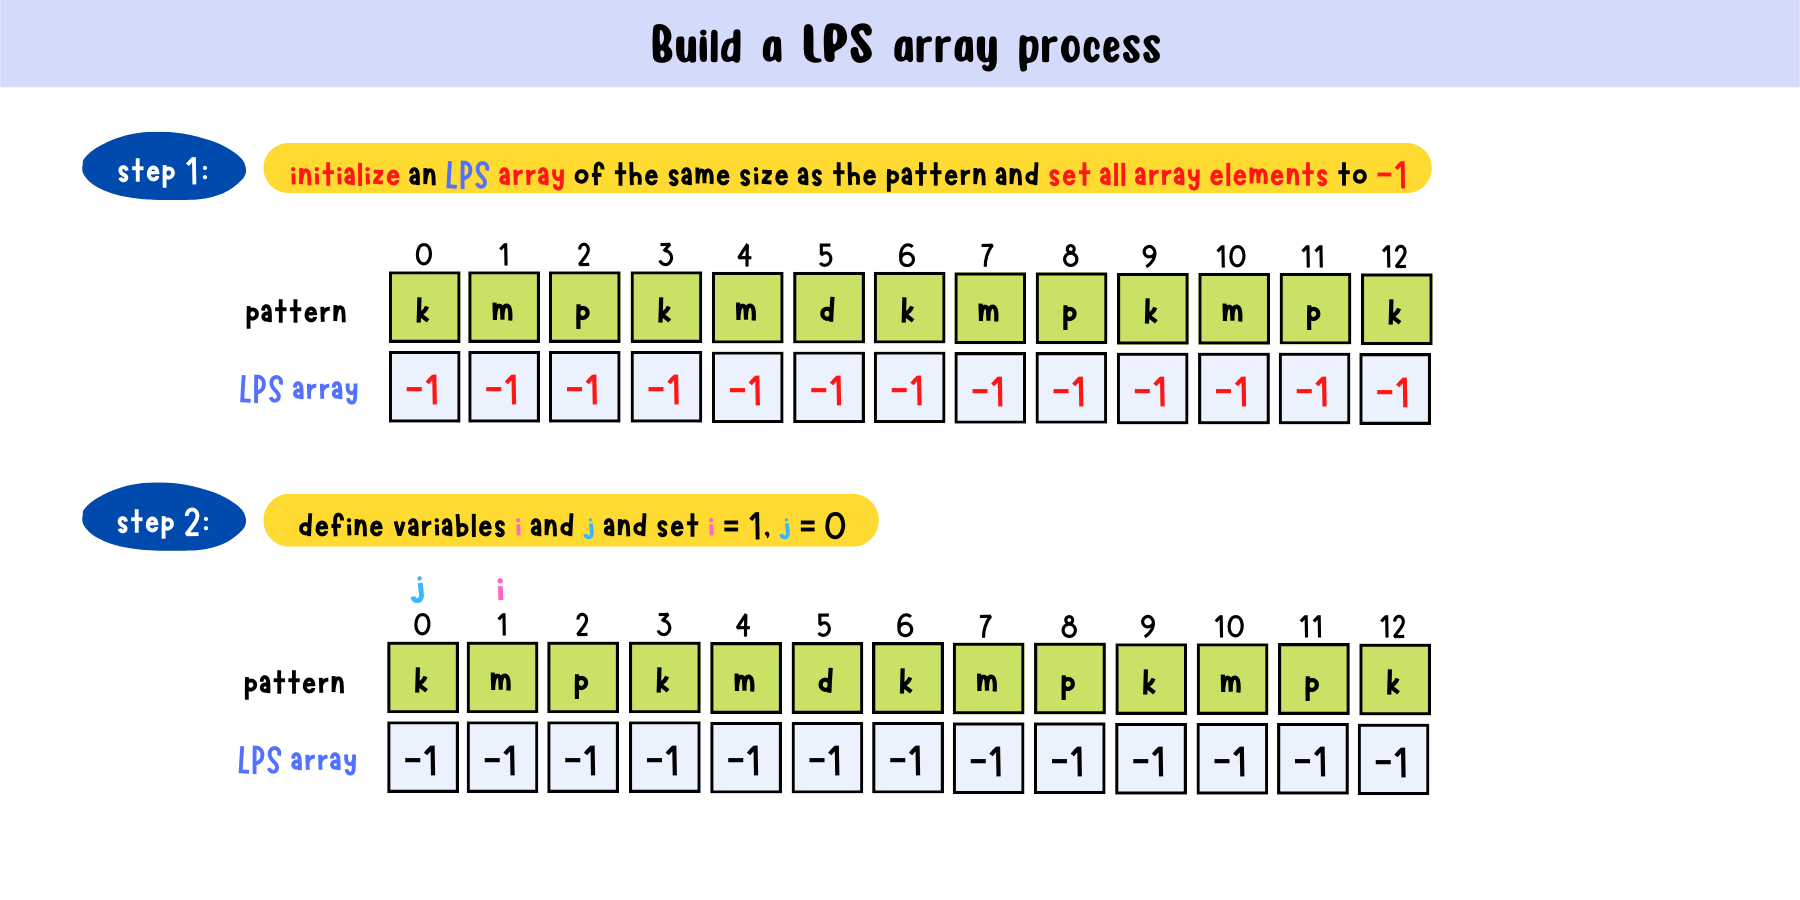 Build a LPS array process
step 1: initialize an LPS array of the same size as the pattern and set all array elements to -1
0 1 2 3 4 5 6 7 8 9 10 11 12
pattern k m p k m d k m p k m p k
LPS array -1 -1 -1 -1 -1 -1 -1 -1 -1 -1 -1 -1 -1
step 2: define variables i and j and set i = 1, j = 0
j i
0 1 2 3 4 5 6 7 8 9 10 11 12
pattern k m p k m d k m p k m p k
LPS array -1 -1 -1 -1 -1 -1 -1 -1 -1 -1 -1 -1 -1